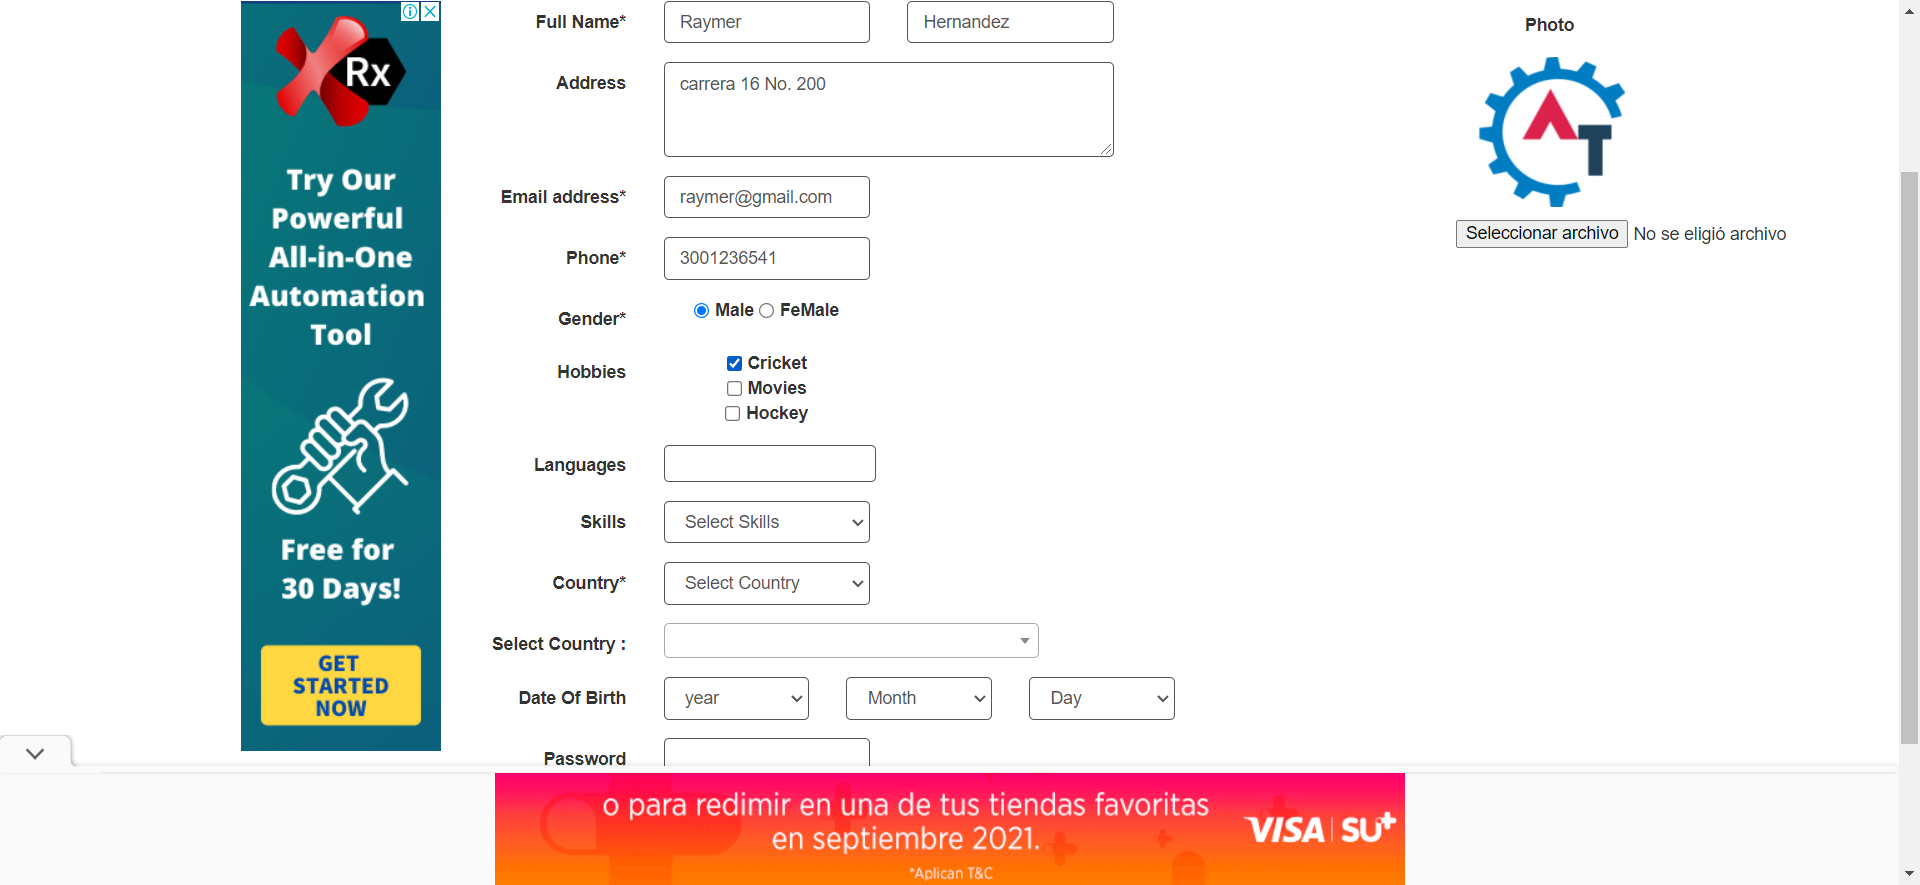 Rx
Try Our
Powerful
All-in-One
Automation
Tool
Free for
30 Days!
GET
STARTED
NOW
Full Name*
Raymer
Hernandez
Address
carrera 16 No. 200
Email address*
raymer@gmail.com
Phone*
3001236541
Gender*
Male
FeMale
Hobbies
Cricket
Movies
Hockey
Languages
Skills
Select Skills
Country*
Select Country
Select Country :
Date Of Birth
year
Month
Day
Password
Photo
AT
Seleccionar archivo
No se eligió archivo
o para redimir en una de tus tiendas favoritas
en septiembre 2021.
*Aplican T&C
VISA | SU+